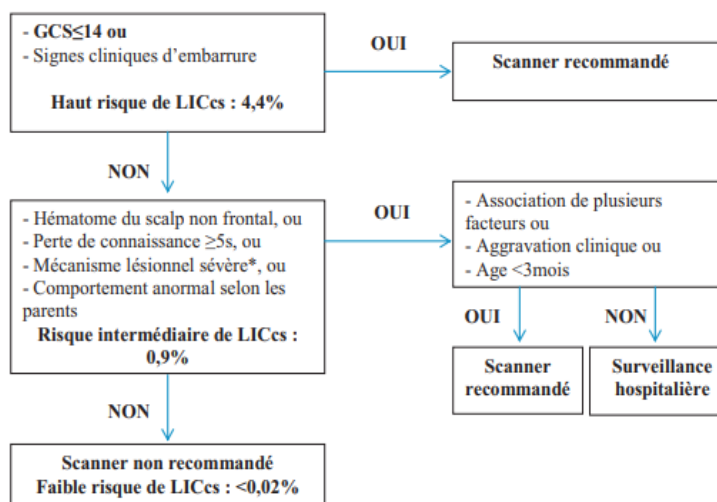 - GCS≤14 ou
- Signes cliniques d'embarrure
Haut risque de LICcs : 4,4%
OUI
Scanner recommandé
NON
- Hématome du scalp non frontal, ou
- Perte de connaissance ≥5s, ou
- Mécanisme lésionnel sévère*, ou
- Comportement anormal selon les
parents
Risque intermédiaire de LICcs :
0,9%
OUI
- Association de plusieurs
facteurs ou
- Aggravation clinique ou
- Age <3mois
OUI
NON
Scanner
recommandé
Surveillance
hospitalière
NON
Scanner non recommandé
Faible risque de LICcs : <0,02%